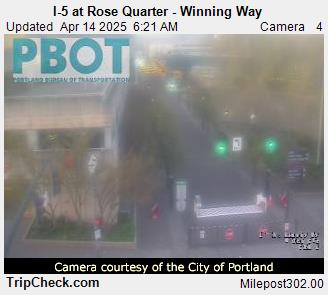 I-5 at Rose Quarter - Winning Way
Updated Apr 14 2025 6:21 AM Camera 4
PBOT
PORTLAND BUREAU OF TRANSPORTATION
Camera courtesy of the City of Portland
TripCheck.com Milepost302.00